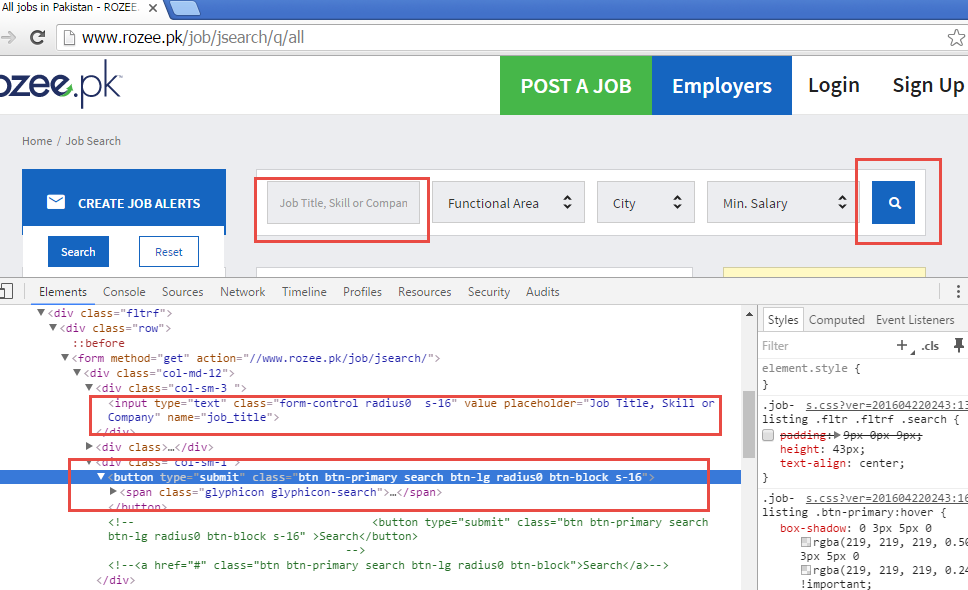 All jobs in Pakistan - ROZEE.
www.rozee.pk/job/jsearch/q/all
ozee.pk™
POST A JOB Employers Login Sign Up
Home / Job Search
CREATE JOB ALERTS Job Title, Skill or Compan Functional Area City Min. Salary
Search Reset
Elements Console Sources Network Timeline Profiles Resources Security Audits
▼<div class="fltrf">
▼<div class="row">
::before
▼<form method="get" action="//www.rozee.pk/job/jsearch/">
▼<div class="col-md-12">
▼<div class="col-sm-3 ">
<input type="text" class="form-control radius0  s-16" value placeholder="Job Title, Skill or
Company" name="job_title">
</div>
▶<div class>…</div>
▼<div class="col-sm-1 ">
▼<button type="submit" class="btn btn-primary search btn-lg radius0 btn-block s-16">
▶<span class="glyphicon glyphicon-search">…</span>
</button>
<!-- <button type="submit" class="btn btn-primary search
btn-lg radius0 btn-block s-16" >Search</button>
-->
<!--<a href="#" class="btn btn-primary search btn-lg radius0 btn-block">Search</a>-->
</div>
Styles Computed Event Listeners
Filter + .cls
element.style {
}
.job- s.css?ver=201604220243:13
listing .fltr .fltrf .search {
padding:▶9px 0px 9px;
height: 43px;
text-align: center;
}
.job- s.css?ver=201604220243:16
listing .btn-primary:hover {
box-shadow: 0 3px 5px 0
rgba(219, 219, 219, 0.50
3px 5px 0
rgba(219, 219, 219, 0.24
!important;